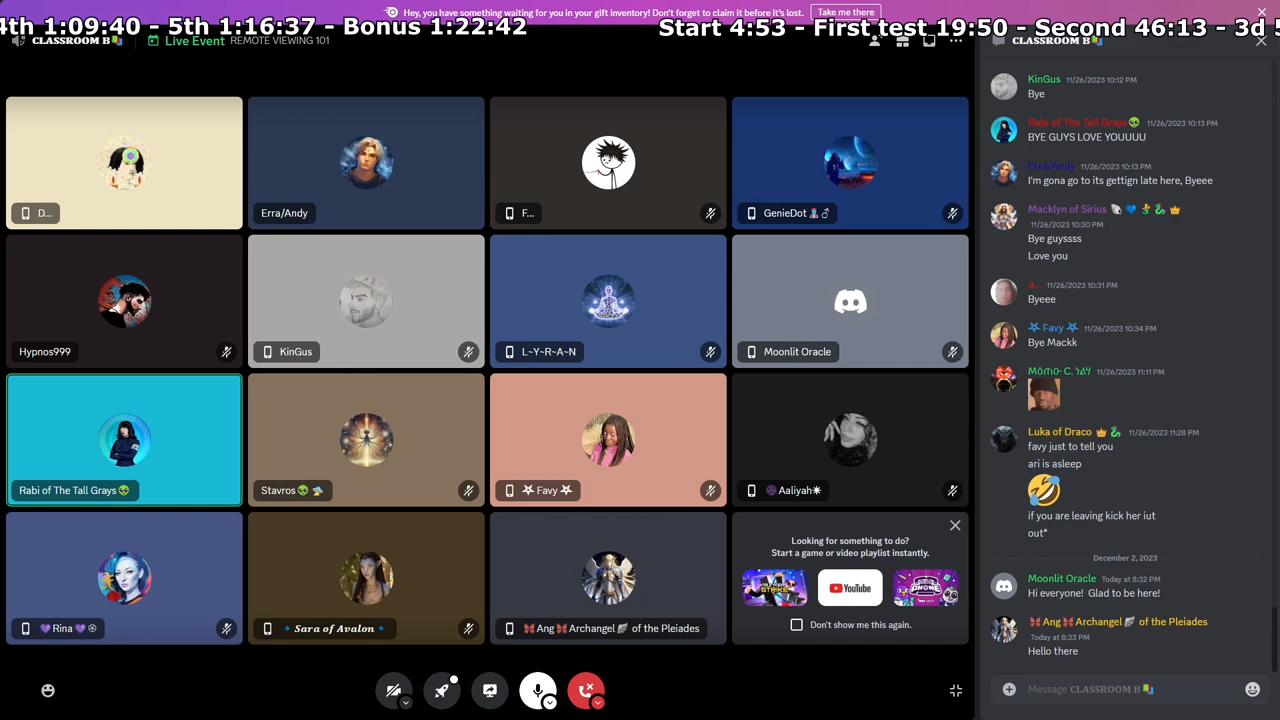 Hey, you have something waiting for you in your gift inventory! Don't forget to claim it before it's lost.
Take me there
4th 1:09:40 - 5th 1:16:37 - Bonus 1:22:42
Start 4:53 - First test 19:50 - Second 46:13 - 3d
CLASSROOM B
Live Event
REMOTE VIEWING 101
CLASSROOM B
D...
Erra/Andy
F...
GenieDot
Hypnos999
KinGus
L~Y~R~A~N
Moonlit Oracle
Rabi of The Tall Grays
Stavros
Favy
Aaliyah
Rina
Sara of Avalon
Ang Archangel of the Pleiades
Looking for something to do?
Start a game or video playlist instantly.
YouTube
Don't show me this again.
KinGus 11/26/2023 10:12 PM
Bye
Rabi of The Tall Grays 11/26/2023 10:13 PM
BYE GUYS LOVE YOUUUU
Erra/Andy 11/26/2023 10:13 PM
I'm gona go to its gettign late here, Byeee
Macklyn of Sirius
11/26/2023 10:30 PM
Bye guyssss
Love you
a... 11/26/2023 10:31 PM
Byeee
Favy 11/26/2023 10:34 PM
Bye Mackk
11/26/2023 11:11 PM
Luka of Draco 11/26/2023 11:28 PM
favy just to tell you
ari is asleep
if you are leaving kick her iut
out*
December 2, 2023
Moonlit Oracle Today at 8:32 PM
Hi everyone! Glad to be here!
Ang Archangel of the Pleiades
Today at 8:33 PM
Hello there
Message CLASSROOM B